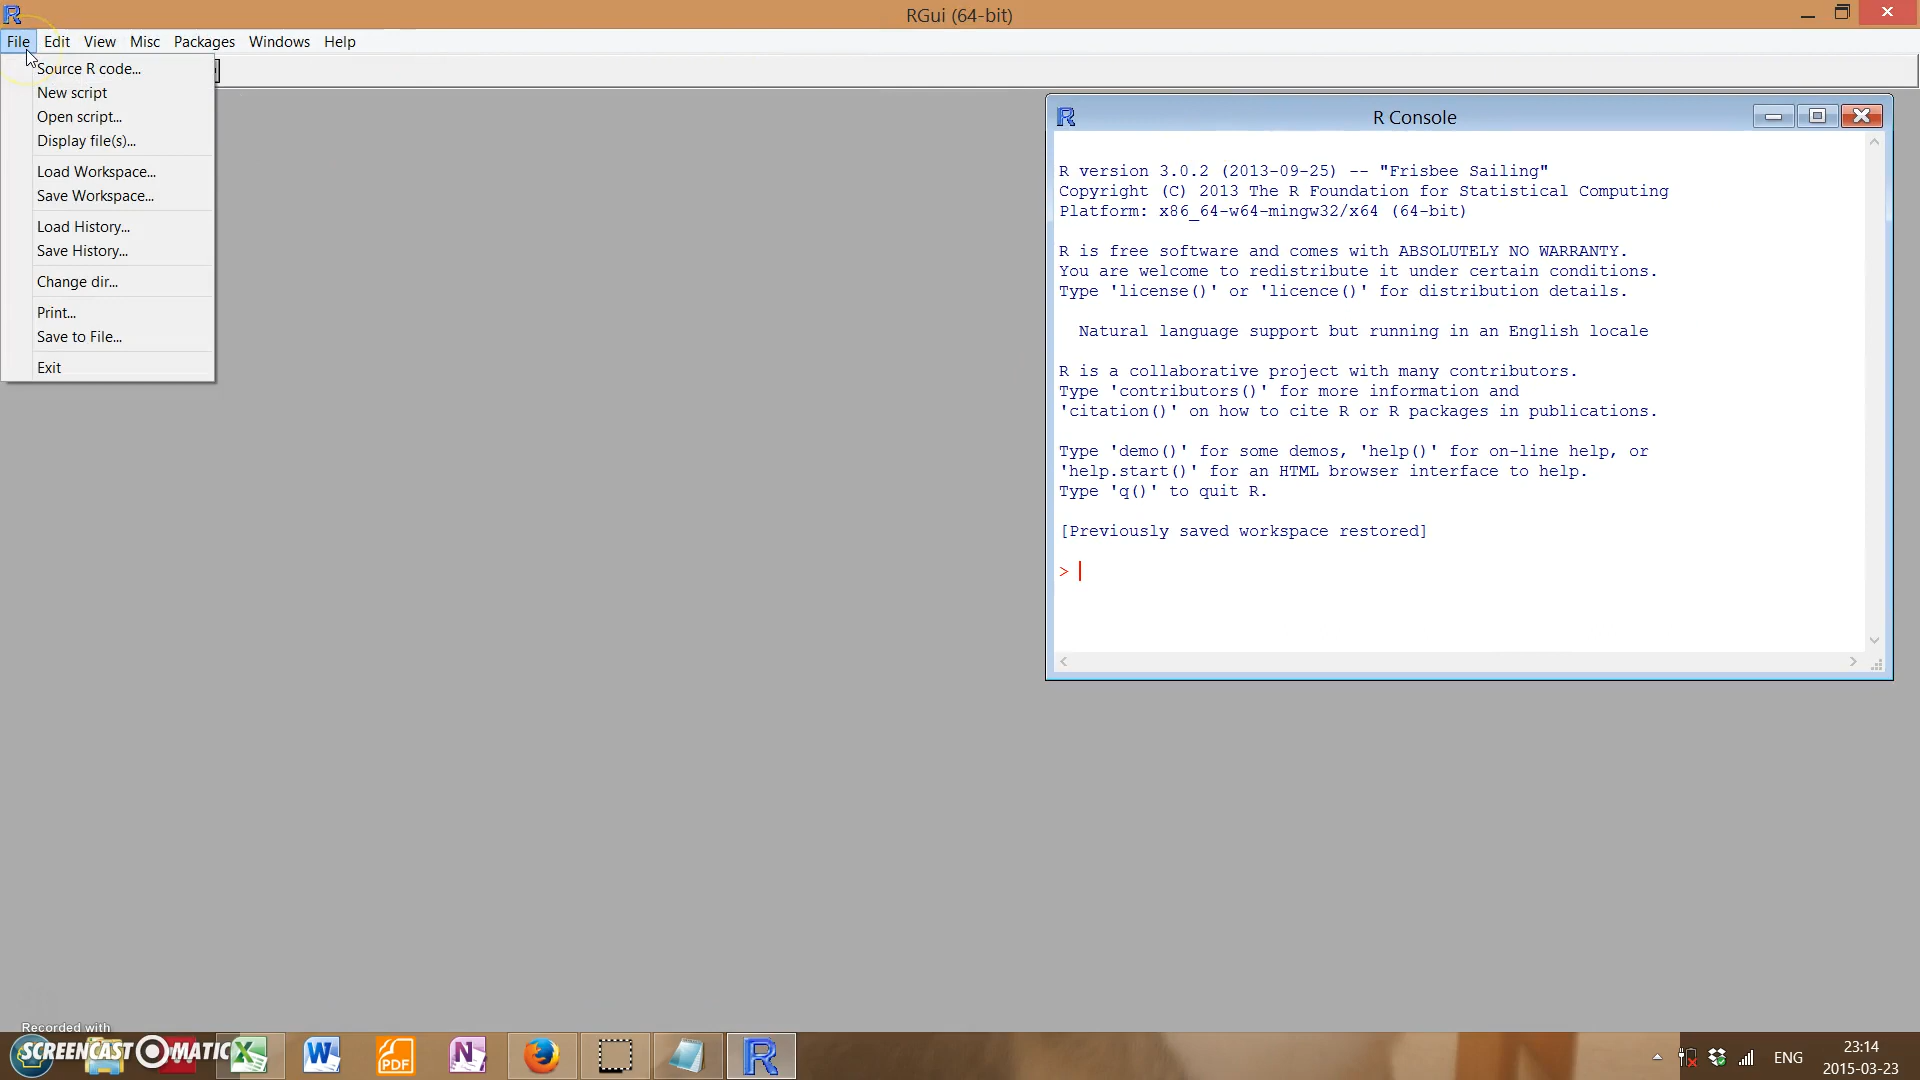 RGui (64-bit)
File Edit View Misc Packages Windows Help
Source R code...
New script
Open script...
Display file(s)...
Load Workspace...
Save Workspace...
Load History...
Save History...
Change dir...
Print...
Save to File...
Exit
R Console
R version 3.0.2 (2013-09-25) -- "Frisbee Sailing"
Copyright (C) 2013 The R Foundation for Statistical Computing
Platform: x86_64-w64-mingw32/x64 (64-bit)
R is free software and comes with ABSOLUTELY NO WARRANTY.
You are welcome to redistribute it under certain conditions.
Type 'license()' or 'licence()' for distribution details.
Natural language support but running in an English locale
R is a collaborative project with many contributors.
Type 'contributors()' for more information and
'citation()' on how to cite R or R packages in publications.
Type 'demo()' for some demos, 'help()' for on-line help, or
'help.start()' for an HTML browser interface to help.
Type 'q()' to quit R.
[Previously saved workspace restored]
>
Recorded with
SCREENCAST MATIC
PDF
ENG
23:14
2015-03-23